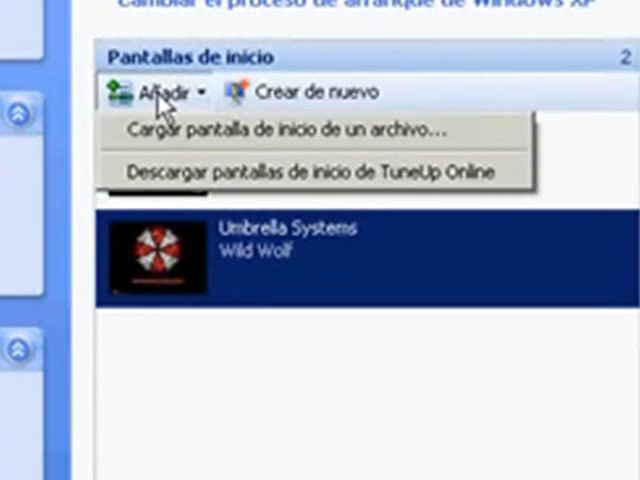 Cambiar el proceso de arranque de Windows XP
Pantallas de inicio 2
Añadir Crear de nuevo
Cargar pantalla de inicio de un archivo...
Descargar pantallas de inicio de TuneUp Online
Umbrella Systems
Wild Wolf